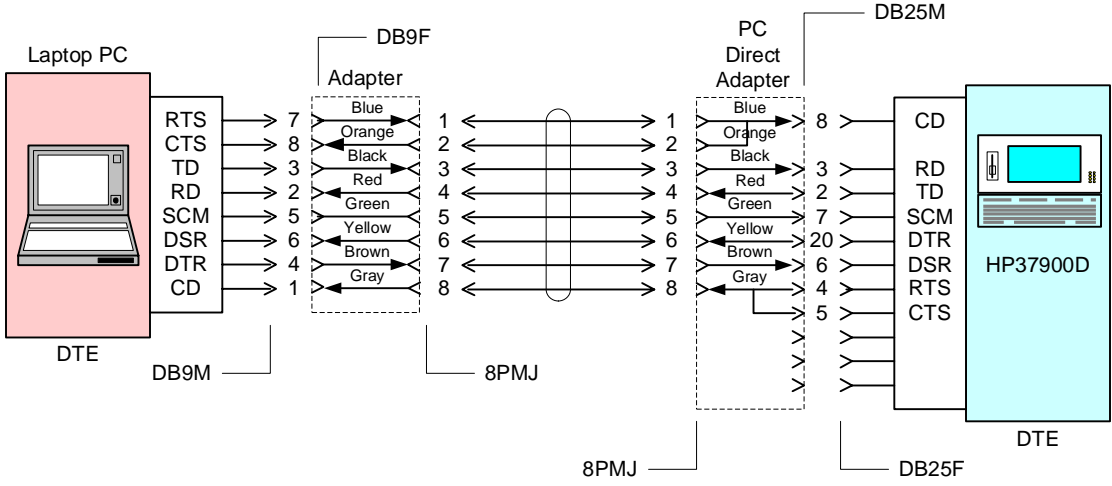 DB25M
DB9F
PC
Direct
Adapter
Laptop PC
Adapter
RTS 7 Blue 1 1 Blue 8 CD
CTS 8 Orange 2 2 Orange
TD 3 Black 3 3 Black 3 RD
RD 2 Red 4 4 Red 2 TD
SCM 5 Green 5 5 Green 7 SCM
DSR 6 Yellow 6 6 Yellow 20 DTR
DTR 4 Brown 7 7 Brown 6 DSR
CD 1 Gray 8 8 Gray 4 RTS
5 CTS
HP37900D
DTE
DB9M
8PMJ
DTE
8PMJ
DB25F